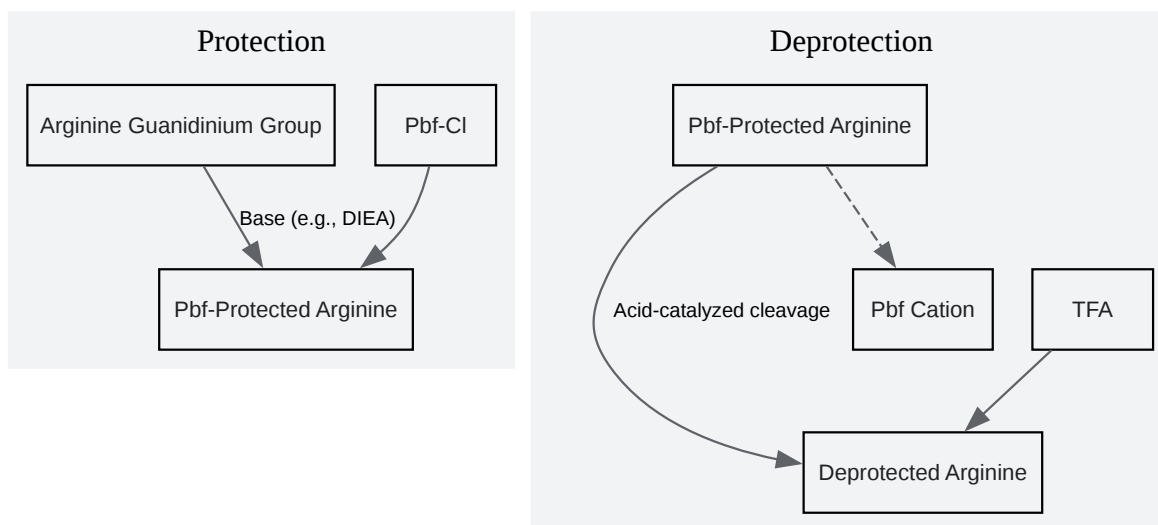 Protection
Arginine Guanidinium Group
Pbf-Cl
Base (e.g., DIEA)
Pbf-Protected Arginine
Deprotection
Pbf-Protected Arginine
Acid-catalyzed cleavage
Pbf Cation
TFA
Deprotected Arginine